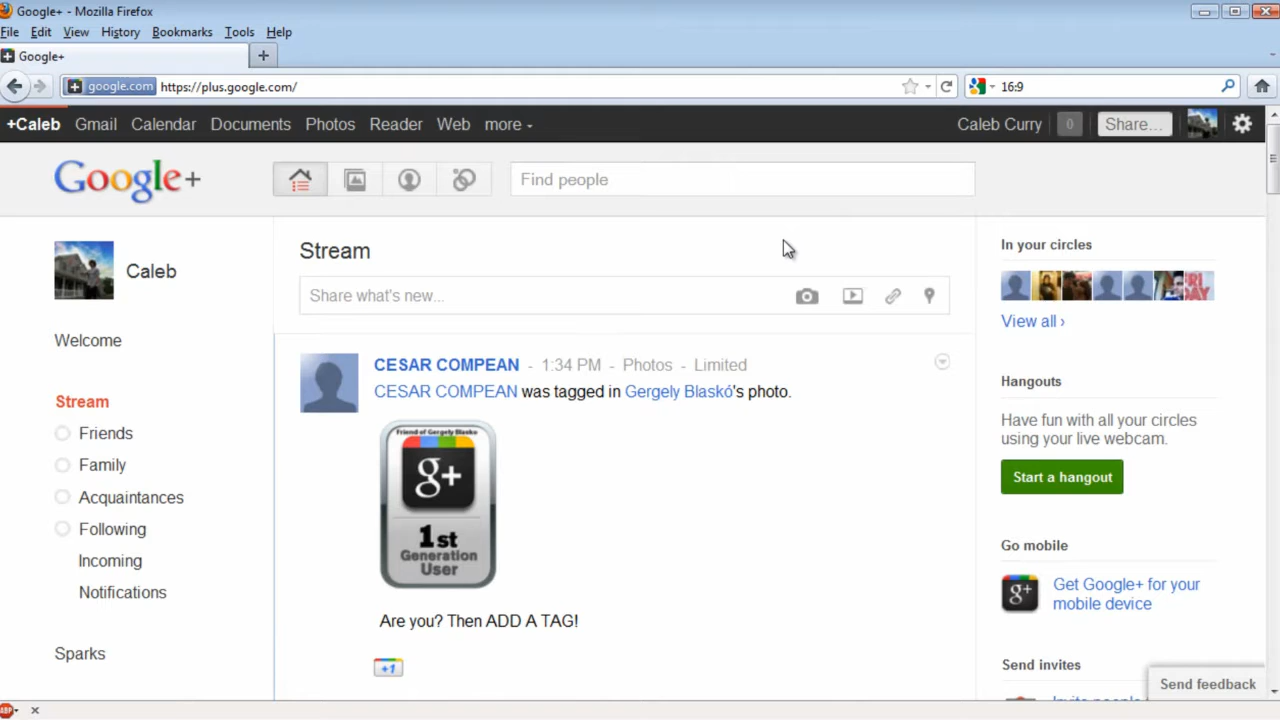 Google+ - Mozilla Firefox
File Edit View History Bookmarks Tools Help
Google+
google.com https://plus.google.com/ 16:9
+Caleb Gmail Calendar Documents Photos Reader Web more Caleb Curry 0 Share...
Google+ Find people
Caleb
Welcome
Stream
Friends
Family
Acquaintances
Following
Incoming
Notifications
Sparks
Stream
Share what's new...
CESAR COMPEAN - 1:34 PM - Photos - Limited
CESAR COMPEAN was tagged in Gergely Blaskó's photo.
Friend of Gergely Blasko
g+
1st
Generation
User
Are you? Then ADD A TAG!
+1
In your circles
View all ›
Hangouts
Have fun with all your circles
using your live webcam.
Start a hangout
Go mobile
g+
Get Google+ for your
mobile device
Send invites
Send feedback
ABP